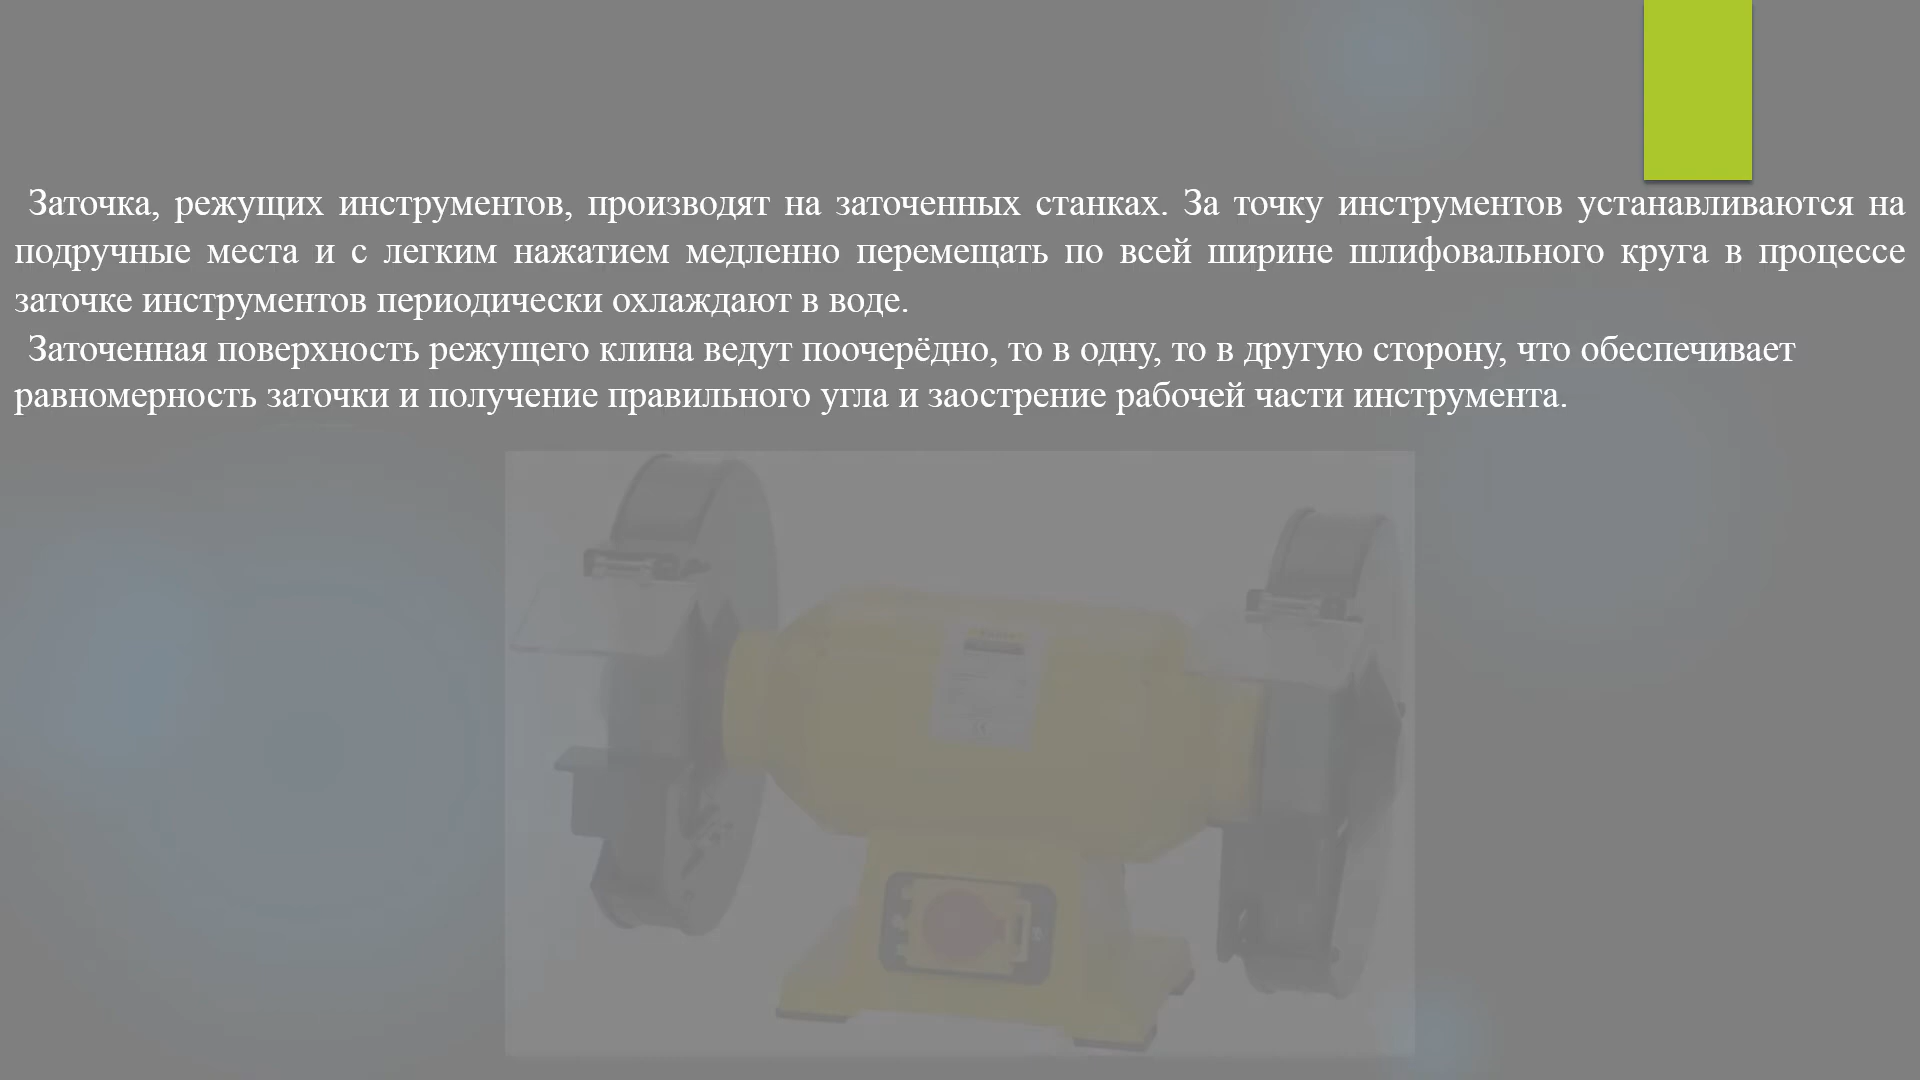 Заточка, режущих инструментов, производят на заточенных станках. За точку инструментов устанавливаются на
подручные места и с легким нажатием медленно перемещать по всей ширине шлифовального круга в процессе
заточке инструментов периодически охлаждают в воде.
Заточенная поверхность режущего клина ведут поочерёдно, то в одну, то в другую сторону, что обеспечивает
равномерность заточки и получение правильного угла и заострение рабочей части инструмента.